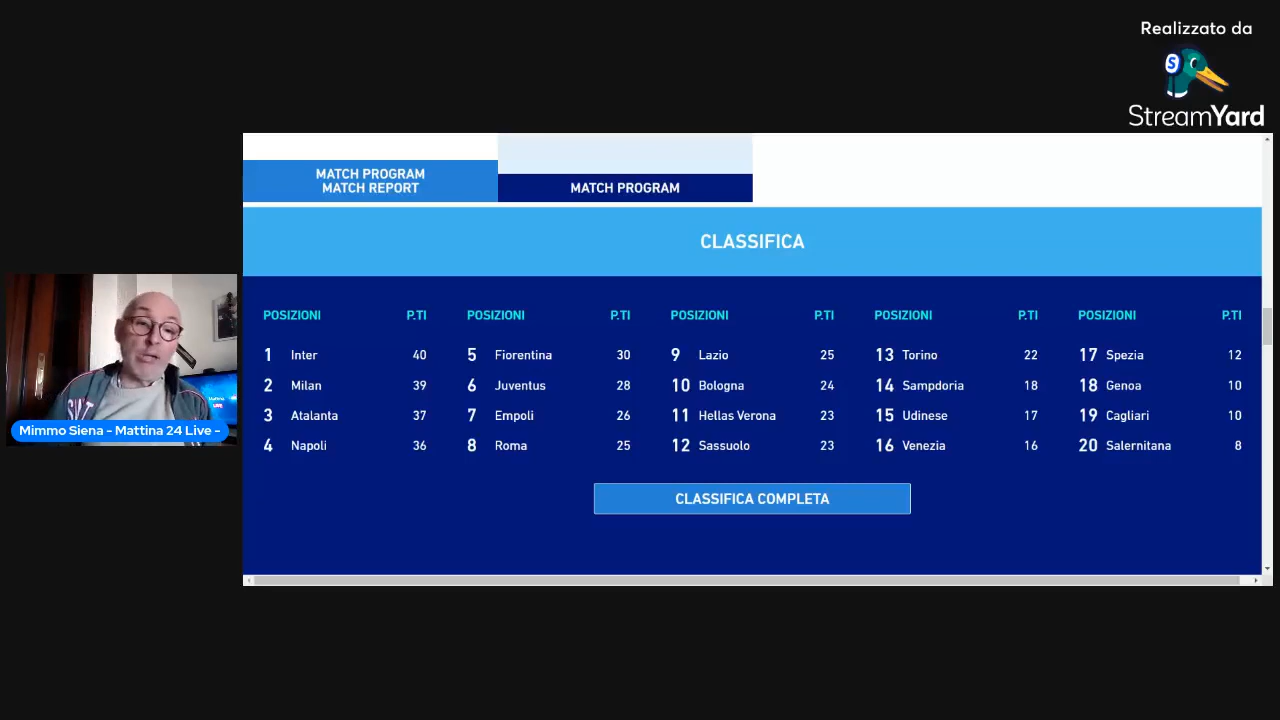 Realizzato da
S
StreamYard
MATCH PROGRAM
MATCH REPORT
MATCH PROGRAM
CLASSIFICA
POSIZIONI P.TI POSIZIONI P.TI POSIZIONI P.TI POSIZIONI P.TI POSIZIONI P.TI
1 Inter 40 5 Fiorentina 30 9 Lazio 25 13 Torino 22 17 Spezia 12
2 Milan 39 6 Juventus 28 10 Bologna 24 14 Sampdoria 18 18 Genoa 10
3 Atalanta 37 7 Empoli 26 11 Hellas Verona 23 15 Udinese 17 19 Cagliari 10
4 Napoli 36 8 Roma 25 12 Sassuolo 23 16 Venezia 16 20 Salernitana 8
CLASSIFICA COMPLETA
Mimmo Siena - Mattina 24 Live -